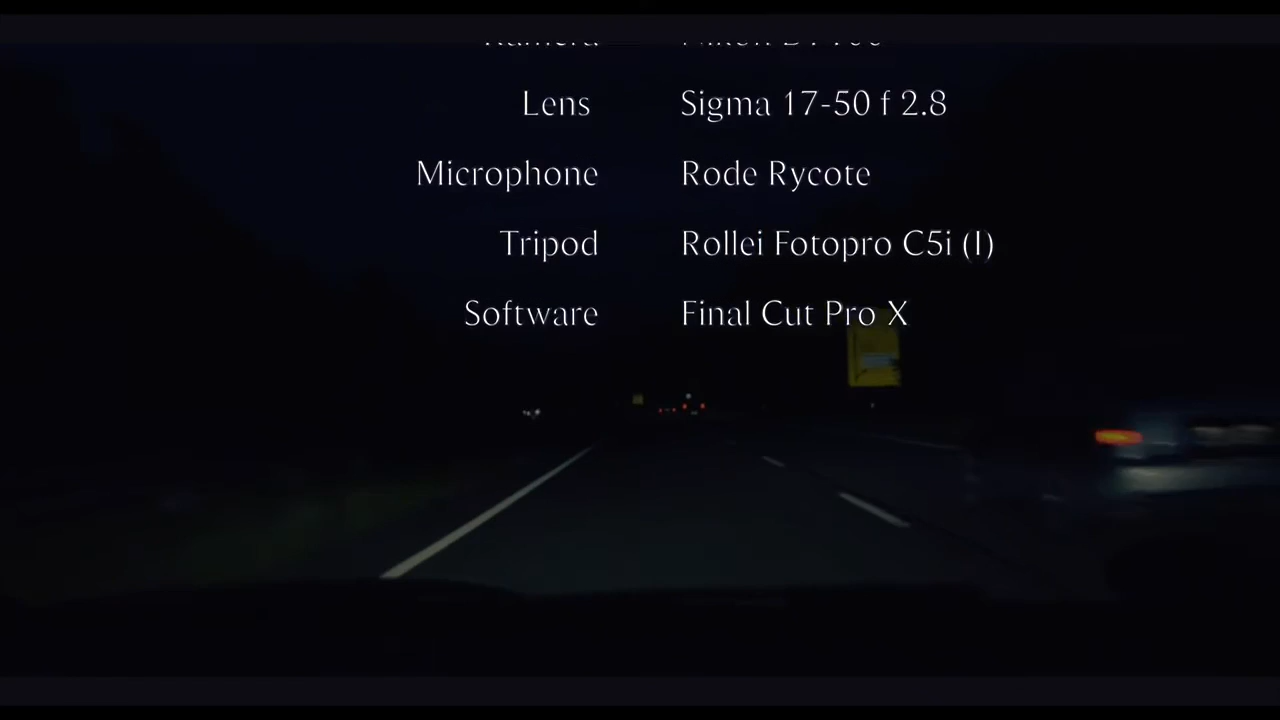 Lens Sigma 17-50 f 2.8
Microphone Rode Rycote
Tripod Rollei Fotopro C5i (I)
Software Final Cut Pro X